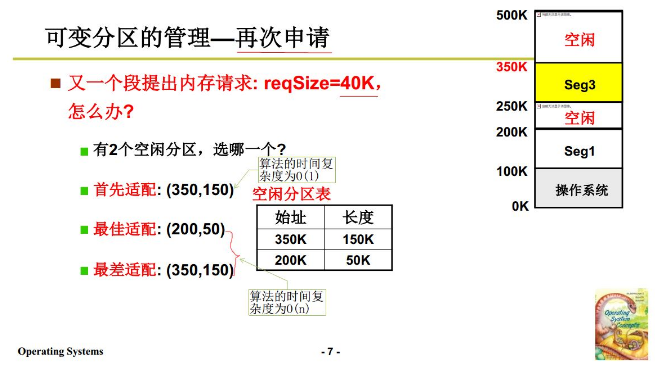 可变分区的管理—再次申请
又一个段提出内存请求: reqSize=40K,
怎么办?
有2个空闲分区，选哪一个?
算法的时间复
杂度为O(1)
首先适配: (350,150)
空闲分区表
始址 长度
350K 150K
200K 50K
最佳适配: (200,50)
最差适配: (350,150)
算法的时间复
杂度为O(n)
500K
空闲
350K
Seg3
250K
空闲
200K
Seg1
100K
操作系统
0K
Operating
System
Concepts
Operating Systems
- 7 -